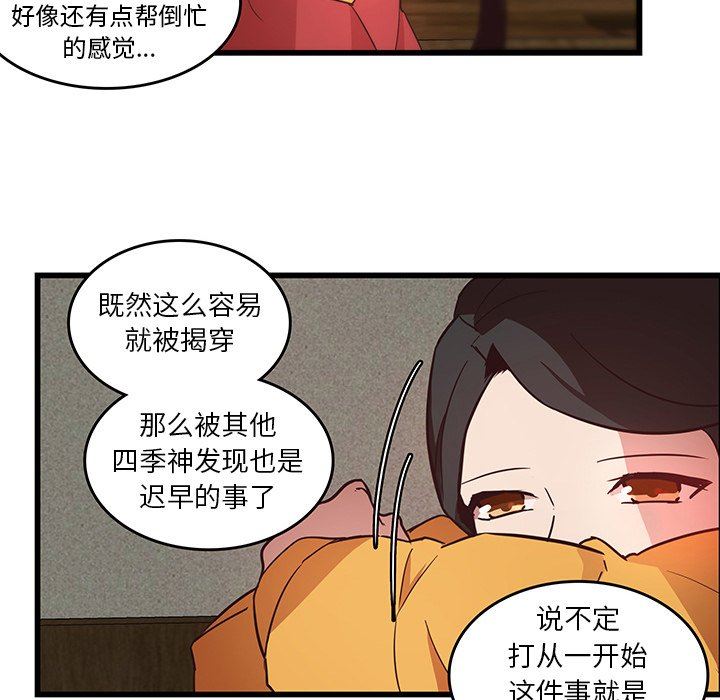 好像还有点帮倒忙
的感觉...
既然这么容易
就被揭穿
那么被其他
四季神发现也是
迟早的事了
说不定
打从一开始
这件事就是